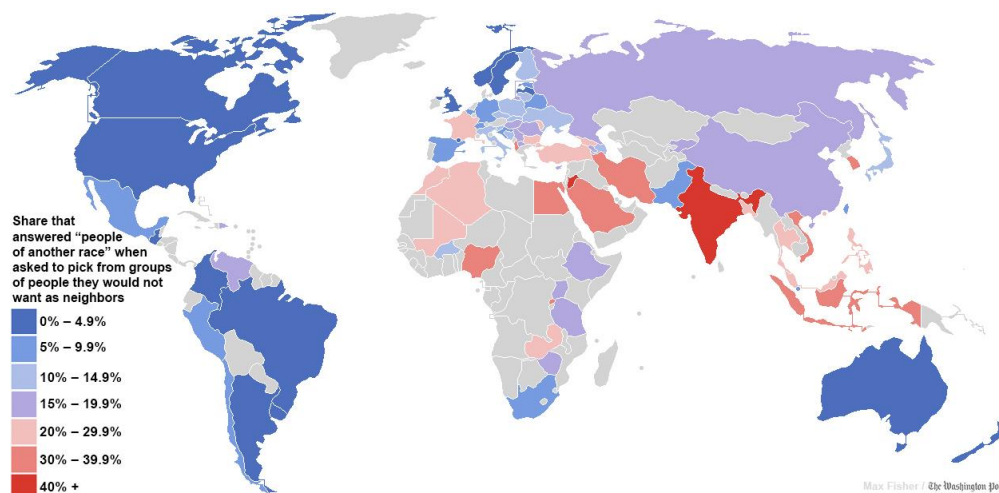 Share that
answered “people
of another race” when
asked to pick from groups
of people they would not
want as neighbors
0% – 4.9%
5% – 9.9%
10% – 14.9%
15% – 19.9%
20% – 29.9%
30% – 39.9%
40% +
Max Fisher / The Washington Po